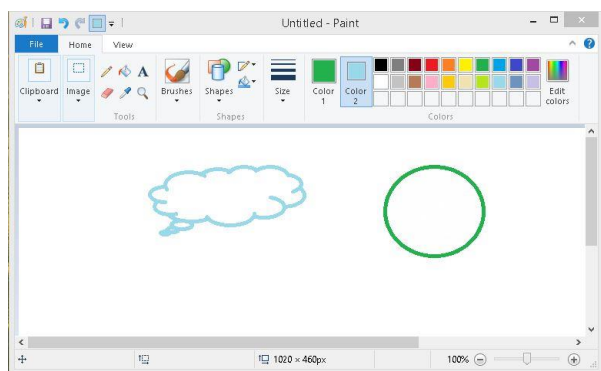 Untitled - Paint
File Home View
Clipboard Image Brushes Shapes Size Color 1 Color 2 Edit colors
Tools Shapes Colors
1020 × 460px 100%